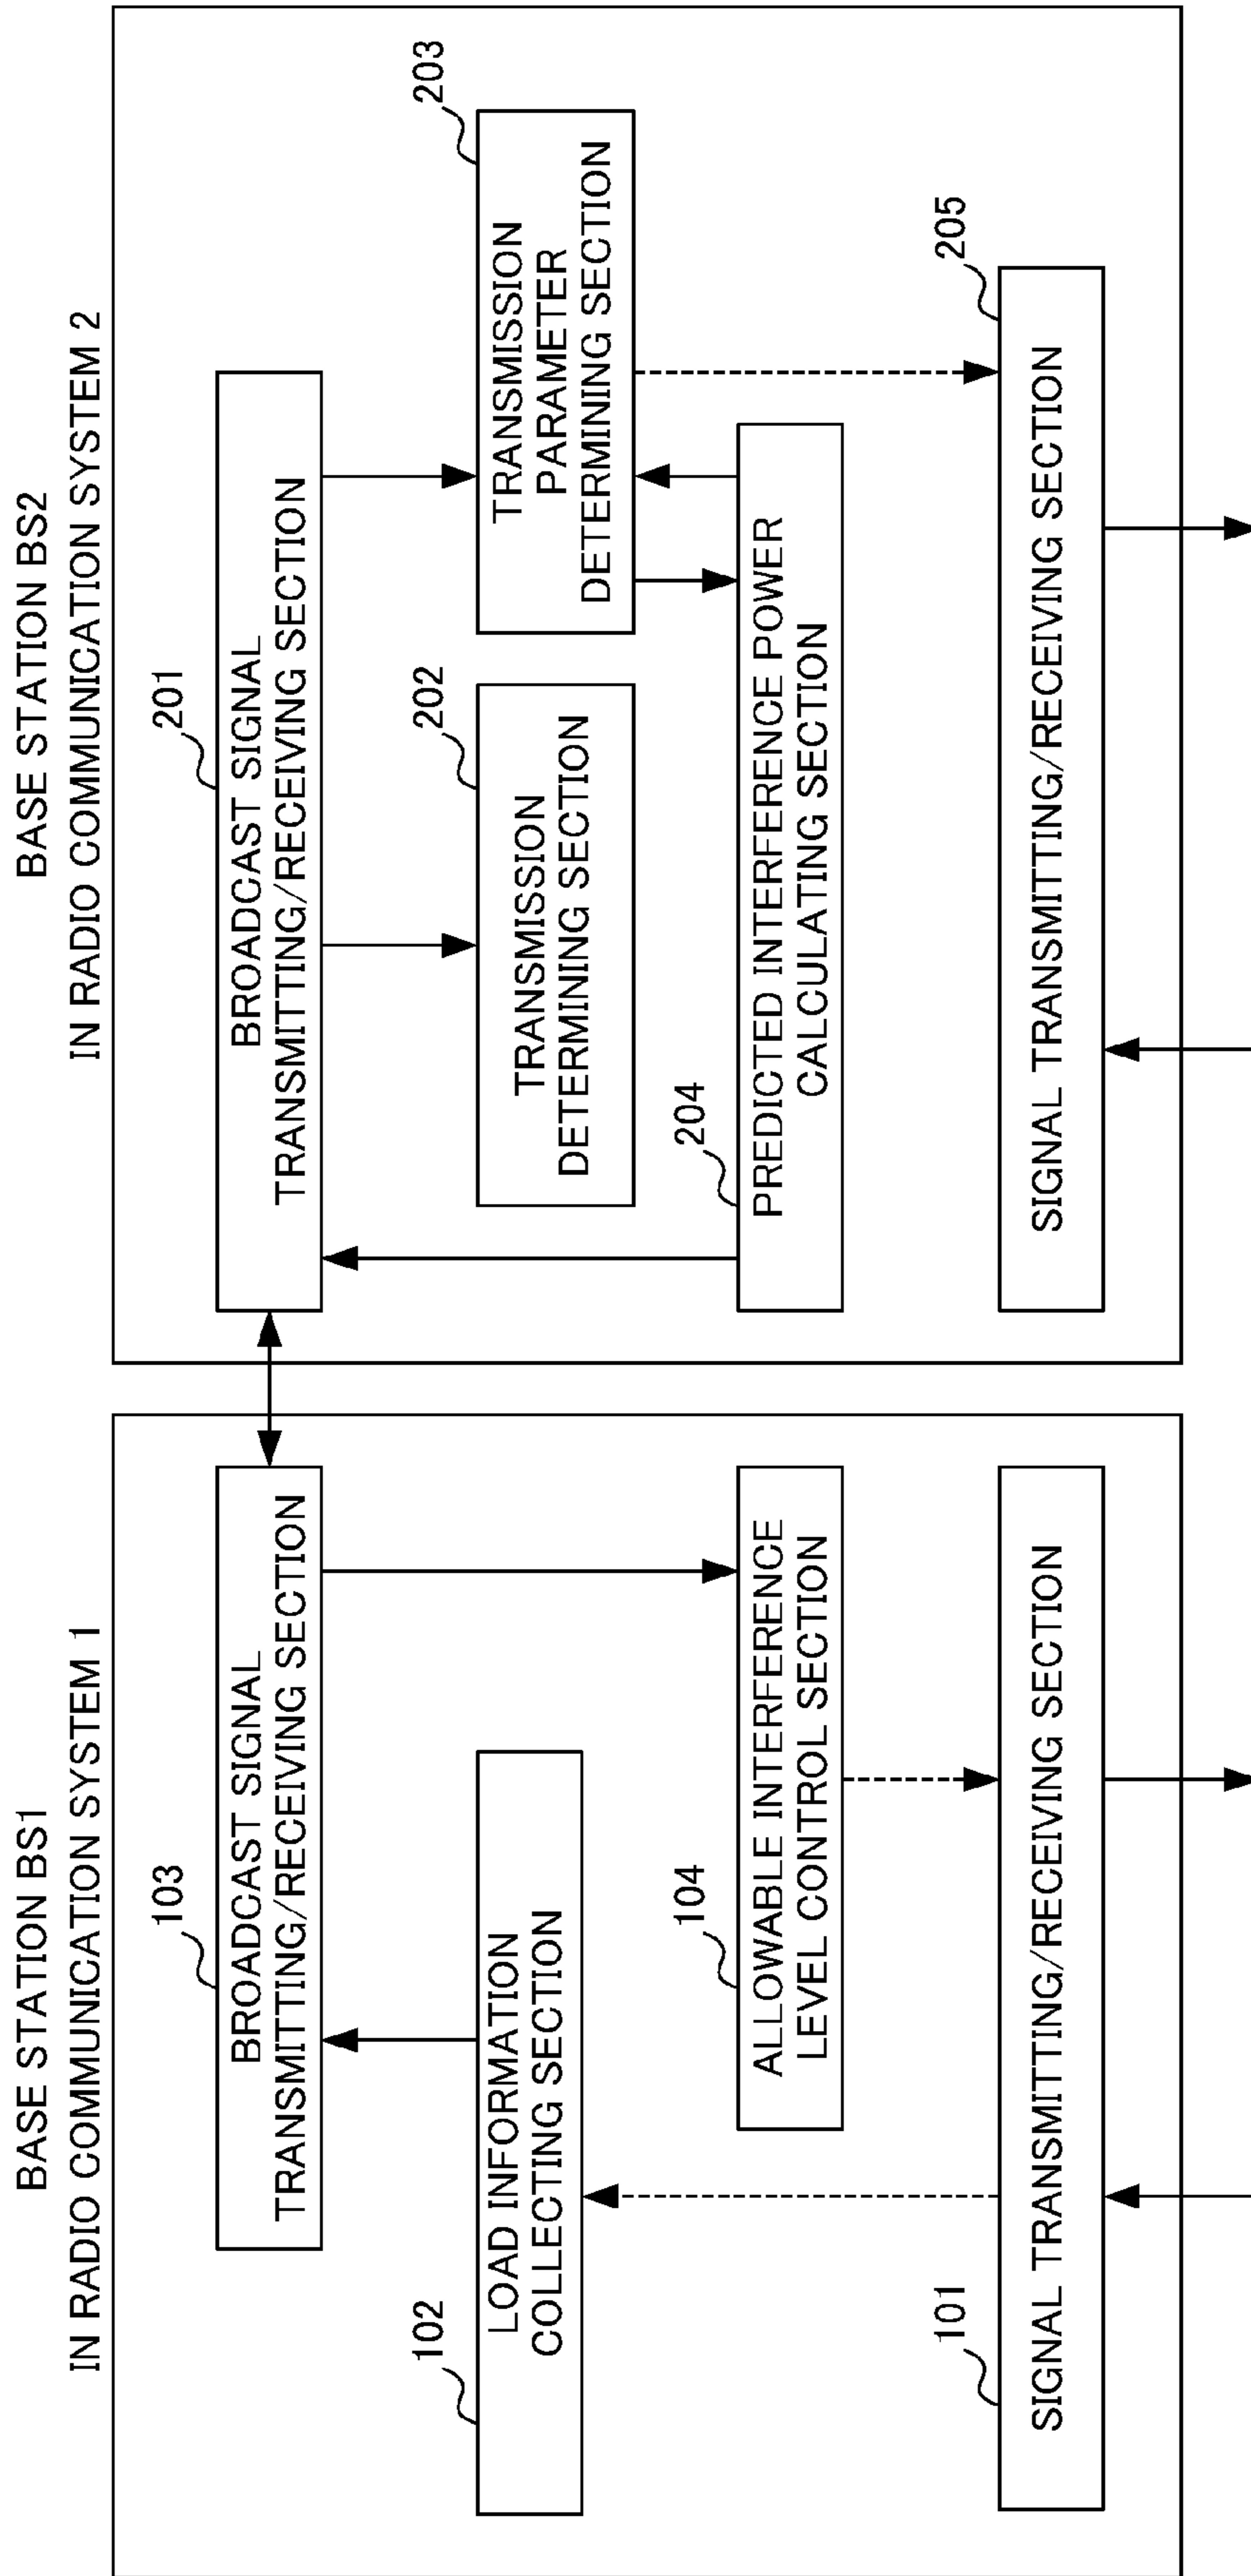 BASE STATION BS1
IN RADIO COMMUNICATION SYSTEM 1
103
BROADCAST SIGNAL
TRANSMITTING/RECEIVING SECTION
102
LOAD INFORMATION
COLLECTING SECTION
104
ALLOWABLE INTERFERENCE
LEVEL CONTROL SECTION
101
SIGNAL TRANSMITTING/RECEIVING SECTION
BASE STATION BS2
IN RADIO COMMUNICATION SYSTEM 2
201
BROADCAST SIGNAL
TRANSMITTING/RECEIVING SECTION
202
TRANSMISSION
DETERMINING SECTION
203
TRANSMISSION
PARAMETER
DETERMINING SECTION
204
PREDICTED INTERFERENCE POWER
CALCULATING SECTION
205
SIGNAL TRANSMITTING/RECEIVING SECTION